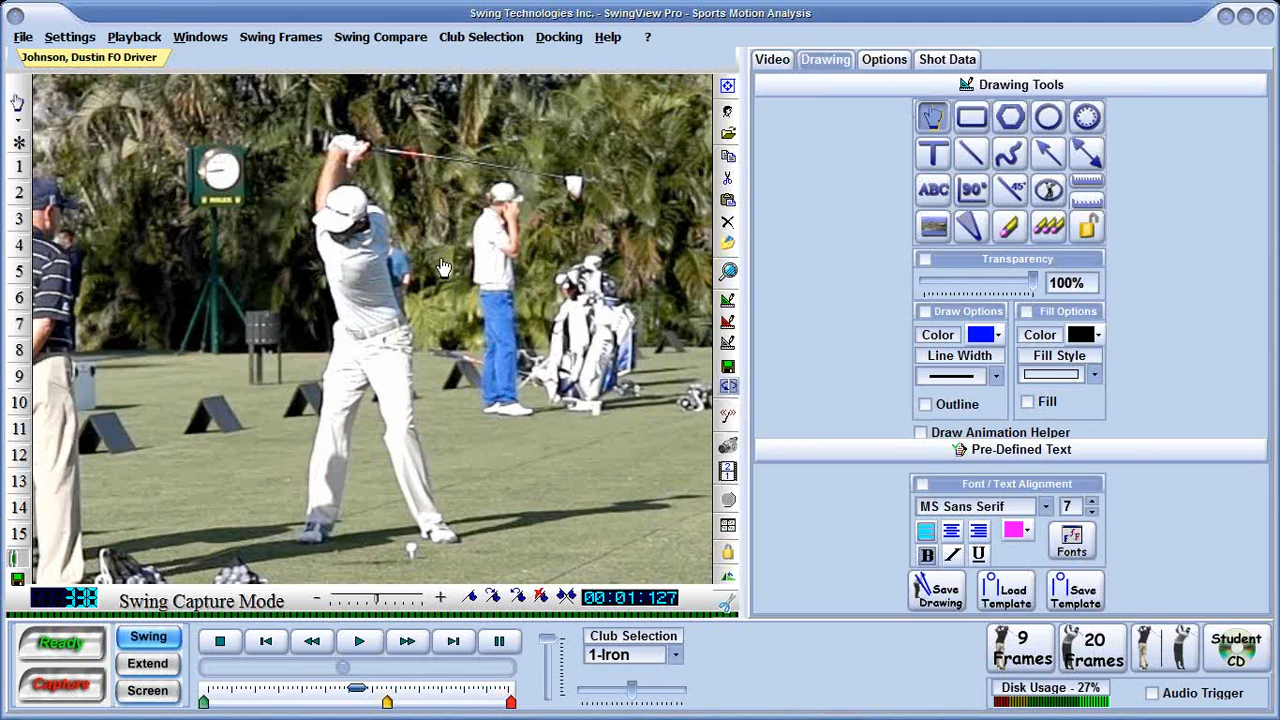 Swing Technologies Inc. - SwingView Pro - Sports Motion Analysis
File Settings Playback Windows Swing Frames Swing Compare Club Selection Docking Help ?
Johnson, Dustin FO Driver
Video Drawing Options Shot Data
Drawing Tools
T
ABC 90° 45°
Transparency
100%
Draw Options Fill Options
Color Color
Line Width Fill Style
Outline Fill
Draw Animation Helper
Pre-Defined Text
Font / Text Alignment
MS Sans Serif 7
B I U Fonts
Save Drawing Load Template Save Template
1
2
3
4
5
6
7
8
9
10
11
12
13
14
15
ROLEX
38 Swing Capture Mode - + 00:01:127
Ready Swing
Extend
Capture Screen
Club Selection
1-Iron
9 Frames 20 Frames Student CD
Disk Usage - 27%
Audio Trigger